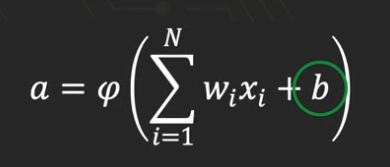 a = φ(∑_{i=1}^{N} w_i x_i + b)